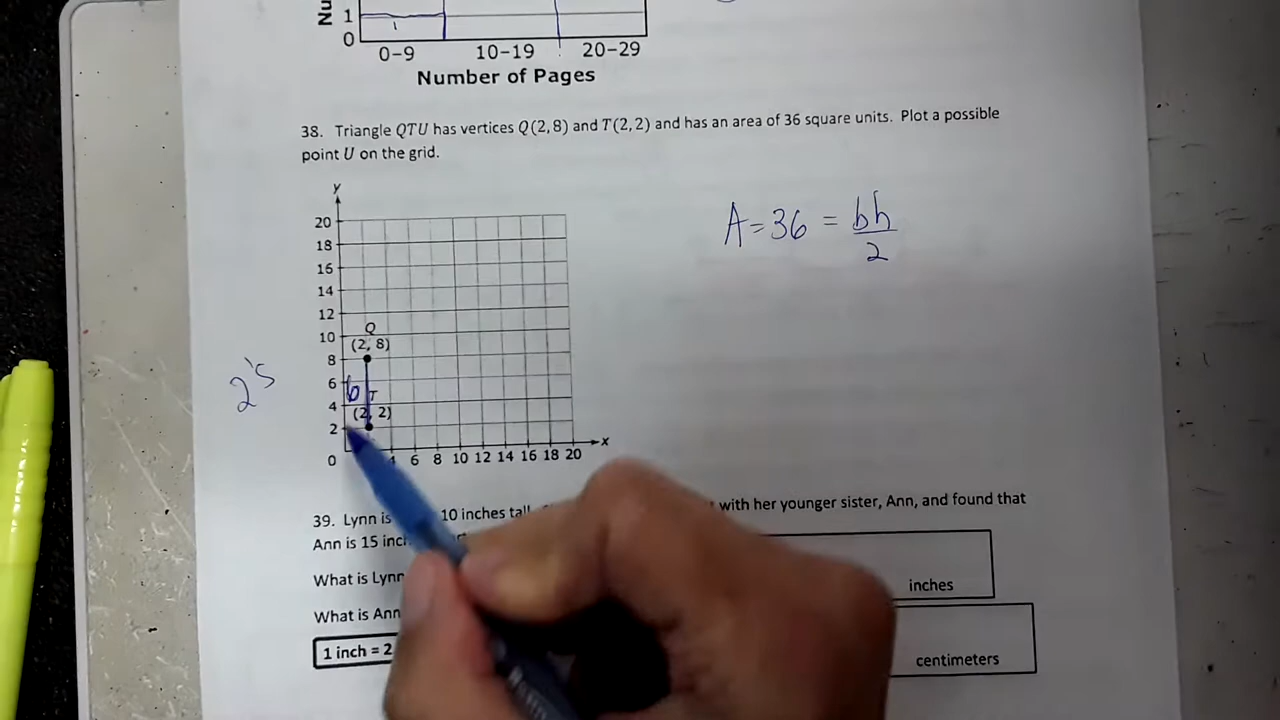 Nu
1
1
0
0-9 10-19 20-29
Number of Pages
38. Triangle QTU has vertices Q(2,8) and T(2,2) and has an area of 36 square units. Plot a possible
point U on the grid.
y
20
18
16
14
12
10
8
6
4
2
0
Q
(2, 8)
b
T
(2, 2)
4 6 8 10 12 14 16 18 20
x
2's
A=36 = bh/2
39. Lynn is 10 inches tall. with her younger sister, Ann, and found that
Ann is 15
What is Lynn
inches
What is Ann
centimeters
1 inch = 2